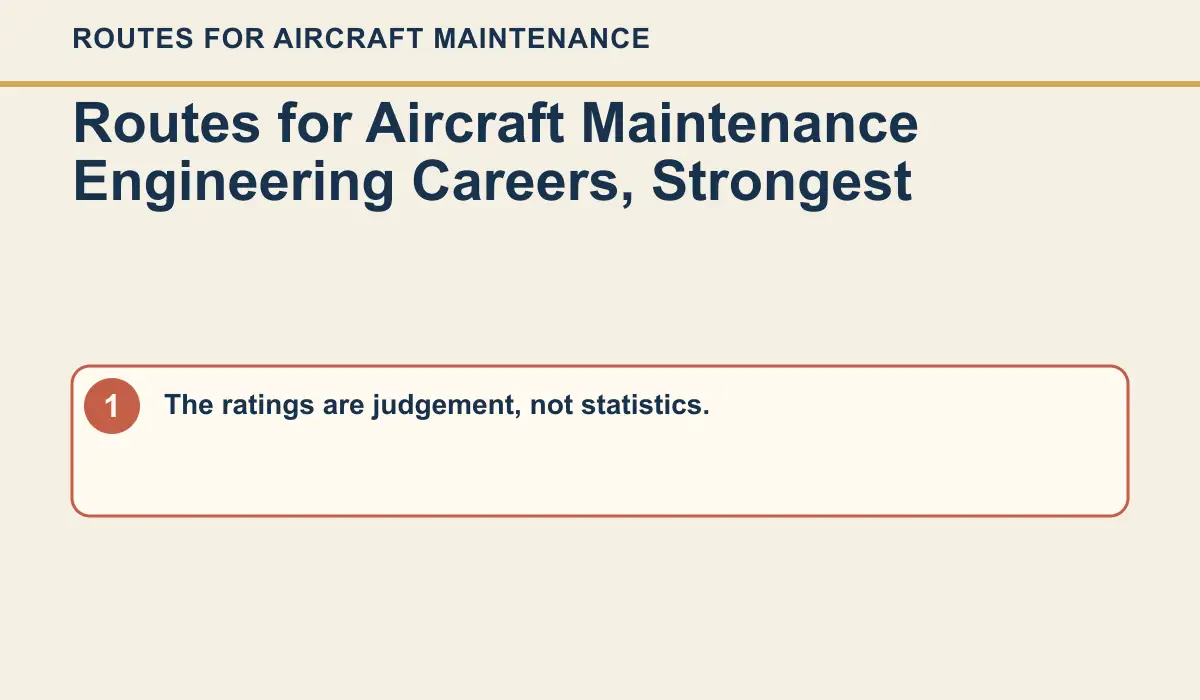 ROUTES FOR AIRCRAFT MAINTENANCE
Routes for Aircraft Maintenance
Engineering Careers, Strongest
1
The ratings are judgement, not statistics.